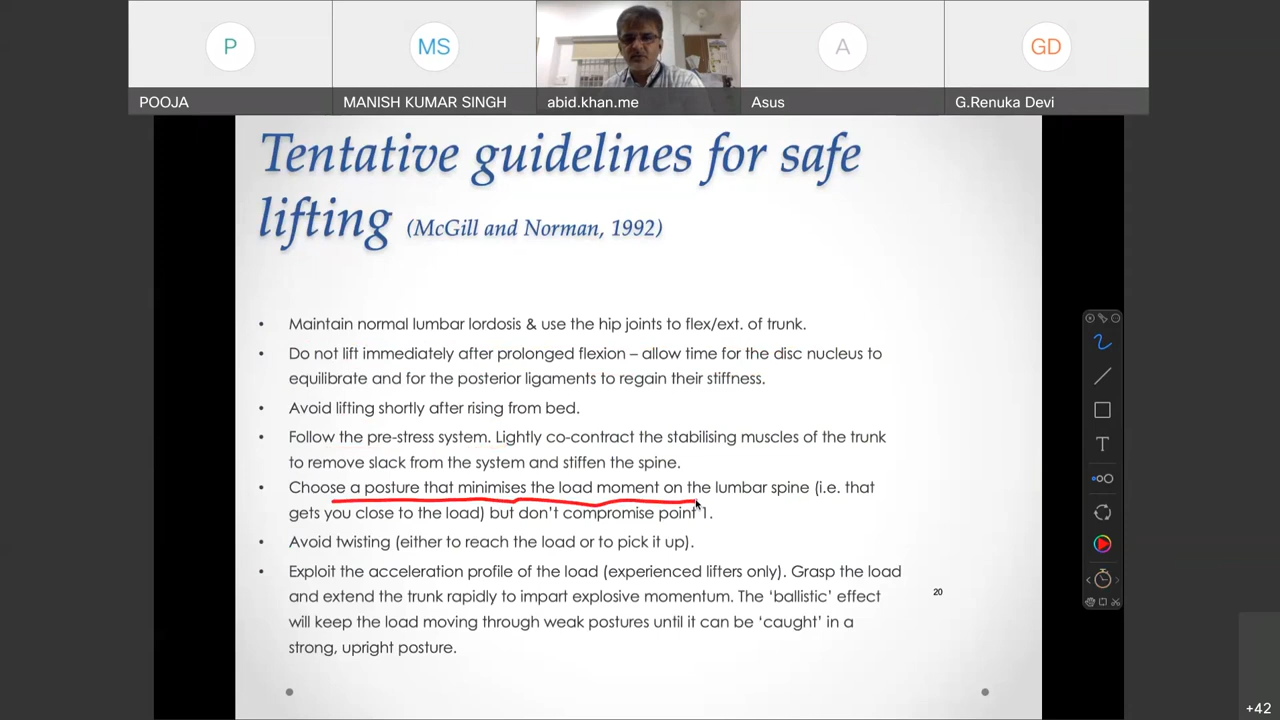 P
MS
A
GD
POOJA
MANISH KUMAR SINGH
abid.khan.me
Asus
G.Renuka Devi
Tentative guidelines for safe
lifting (McGill and Norman, 1992)
• Maintain normal lumbar lordosis & use the hip joints to flex/ext. of trunk.
• Do not lift immediately after prolonged flexion – allow time for the disc nucleus to
equilibrate and for the posterior ligaments to regain their stiffness.
• Avoid lifting shortly after rising from bed.
• Follow the pre-stress system. Lightly co-contract the stabilising muscles of the trunk
to remove slack from the system and stiffen the spine.
• Choose a posture that minimises the load moment on the lumbar spine (i.e. that
gets you close to the load) but don't compromise point 1.
• Avoid twisting (either to reach the load or to pick it up).
• Exploit the acceleration profile of the load (experienced lifters only). Grasp the load
and extend the trunk rapidly to impart explosive momentum. The ‘ballistic’ effect
will keep the load moving through weak postures until it can be ‘caught’ in a
strong, upright posture.
20
T
+42